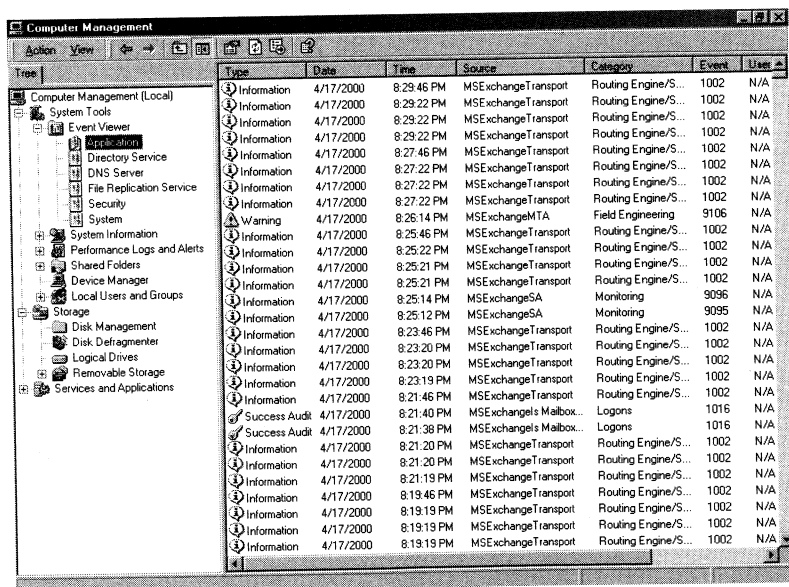 Computer Management
Action View
Tree
Computer Management (Local)
System Tools
Event Viewer
Application
Directory Service
DNS Server
File Replication Service
Security
System
System Information
Performance Logs and Alerts
Shared Folders
Device Manager
Local Users and Groups
Storage
Disk Management
Disk Defragmenter
Logical Drives
Removable Storage
Services and Applications
Type Date Time Source Category Event User
Information 4/17/2000 8:29:46 PM MSExchangeTransport Routing Engine/S... 1002 N/A
Information 4/17/2000 8:29:22 PM MSExchangeTransport Routing Engine/S... 1002 N/A
Information 4/17/2000 8:29:22 PM MSExchangeTransport Routing Engine/S... 1002 N/A
Information 4/17/2000 8:29:22 PM MSExchangeTransport Routing Engine/S... 1002 N/A
Information 4/17/2000 8:27:46 PM MSExchangeTransport Routing Engine/S... 1002 N/A
Information 4/17/2000 8:27:22 PM MSExchangeTransport Routing Engine/S... 1002 N/A
Information 4/17/2000 8:27:22 PM MSExchangeTransport Routing Engine/S... 1002 N/A
Information 4/17/2000 8:27:22 PM MSExchangeTransport Routing Engine/S... 1002 N/A
Warning 4/17/2000 8:26:14 PM MSExchangeMTA Field Engineering 9106 N/A
Information 4/17/2000 8:25:46 PM MSExchangeTransport Routing Engine/S... 1002 N/A
Information 4/17/2000 8:25:22 PM MSExchangeTransport Routing Engine/S... 1002 N/A
Information 4/17/2000 8:25:21 PM MSExchangeTransport Routing Engine/S... 1002 N/A
Information 4/17/2000 8:25:21 PM MSExchangeTransport Routing Engine/S... 1002 N/A
Information 4/17/2000 8:25:14 PM MSExchangeSA Monitoring 9096 N/A
Information 4/17/2000 8:25:12 PM MSExchangeSA Monitoring 9095 N/A
Information 4/17/2000 8:23:46 PM MSExchangeTransport Routing Engine/S... 1002 N/A
Information 4/17/2000 8:23:20 PM MSExchangeTransport Routing Engine/S... 1002 N/A
Information 4/17/2000 8:23:20 PM MSExchangeTransport Routing Engine/S... 1002 N/A
Information 4/17/2000 8:23:19 PM MSExchangeTransport Routing Engine/S... 1002 N/A
Information 4/17/2000 8:21:46 PM MSExchangeTransport Routing Engine/S... 1002 N/A
Success Audit 4/17/2000 8:21:40 PM MSExchangeIs Mailbox... Logons 1016 N/A
Success Audit 4/17/2000 8:21:38 PM MSExchangeIs Mailbox... Logons 1016 N/A
Information 4/17/2000 8:21:20 PM MSExchangeTransport Routing Engine/S... 1002 N/A
Information 4/17/2000 8:21:20 PM MSExchangeTransport Routing Engine/S... 1002 N/A
Information 4/17/2000 8:21:19 PM MSExchangeTransport Routing Engine/S... 1002 N/A
Information 4/17/2000 8:19:46 PM MSExchangeTransport Routing Engine/S... 1002 N/A
Information 4/17/2000 8:19:19 PM MSExchangeTransport Routing Engine/S... 1002 N/A
Information 4/17/2000 8:19:19 PM MSExchangeTransport Routing Engine/S... 1002 N/A
Information 4/17/2000 8:19:19 PM MSExchangeTransport Routing Engine/S... 1002 N/A